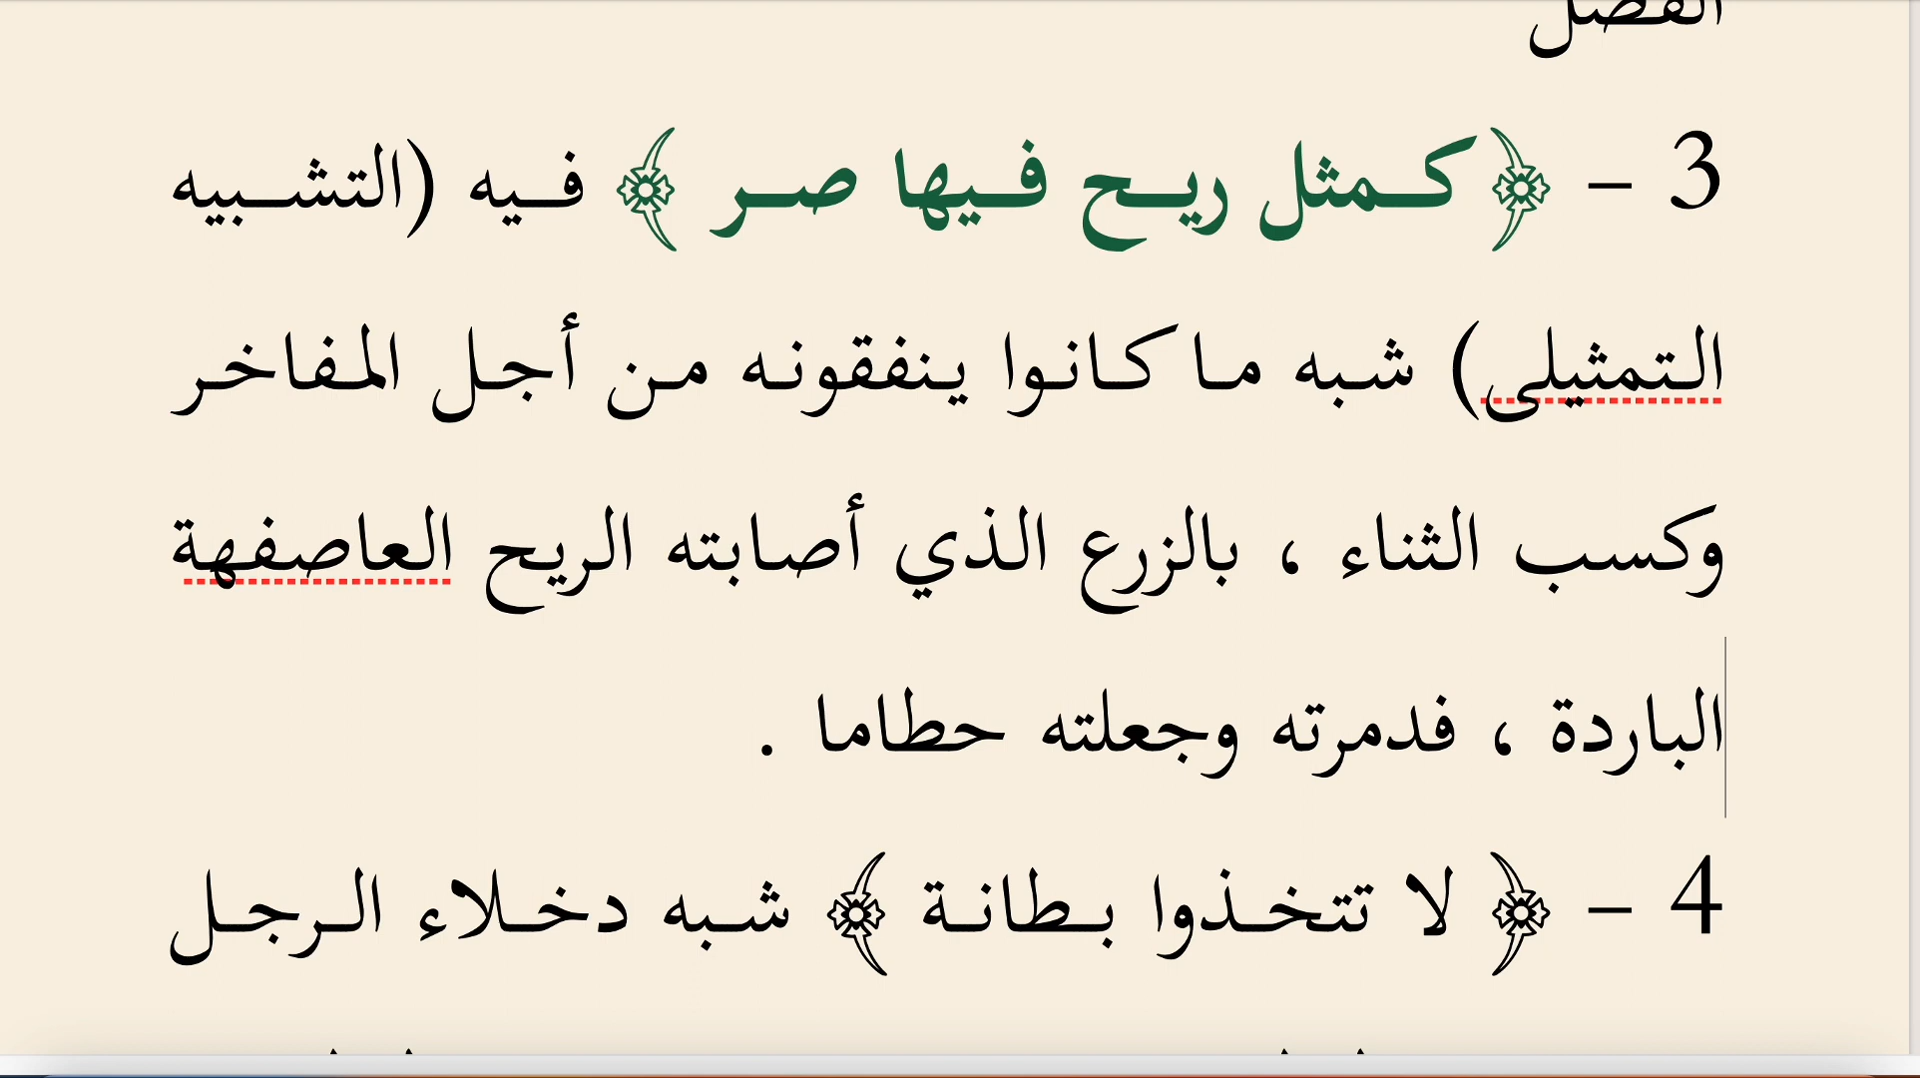 الفضل
3 – ﴿كمثل ريح فيها صر ﴾ فيه (التشبيه
التمثيلى) شبه ما كانوا ينفقونه من أجل المفاخر
وكسب الثناء ، بالزرع الذي أصابته الريح العاصفهة
الباردة ، فدمرته وجعلته حطاما .
4 – ﴿ لا تتخذوا بطانة ﴾ شبه دخلاء الرجل